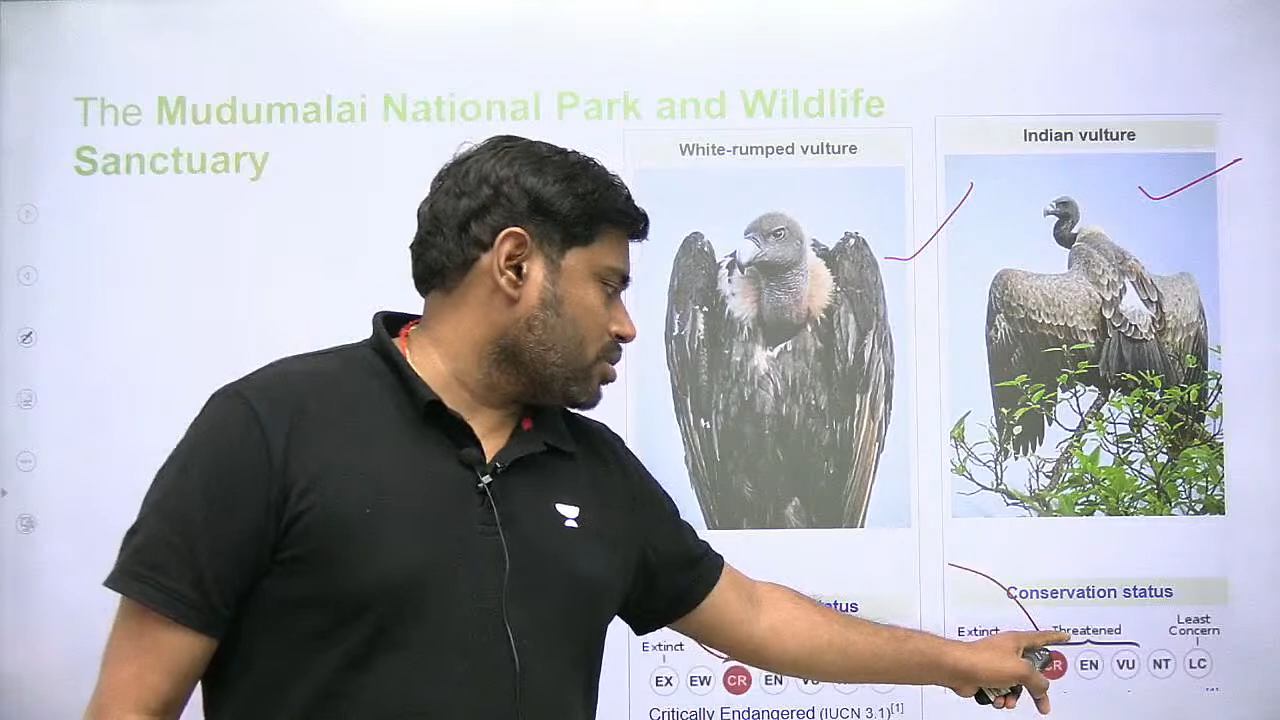 The Mudumalai National Park and Wildlife
Sanctuary
White-rumped vulture
Indian vulture
Conservation status
Extinct
Threatened
Least
Concern
EN VU NT LC
Extinct
EX EW CR EN
Critically Endangered (IUCN 3.1)[1]